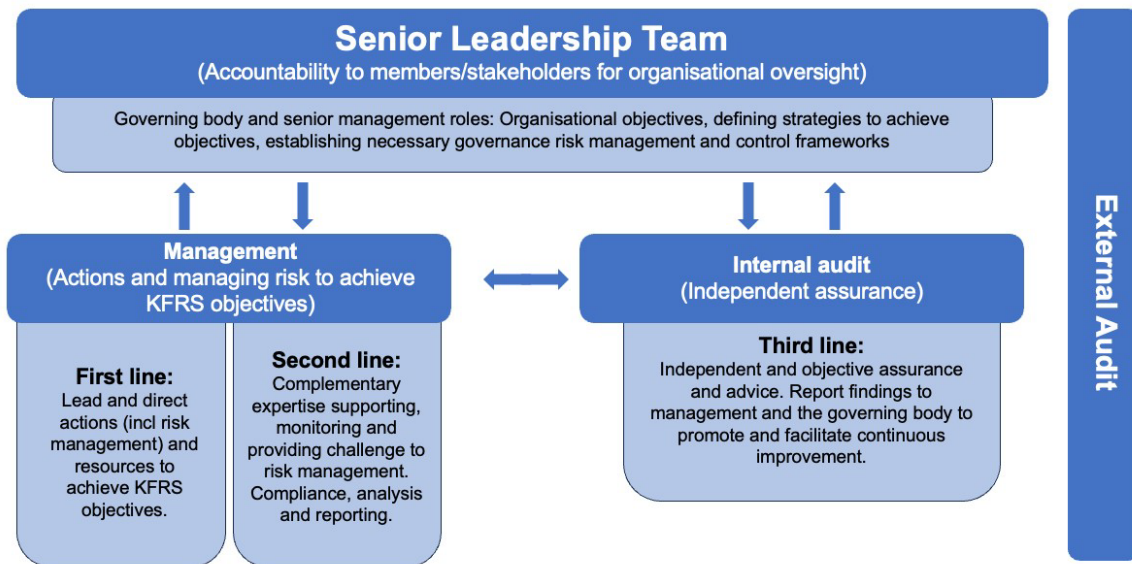 Senior Leadership Team
(Accountability to members/stakeholders for organisational oversight)
Governing body and senior management roles: Organisational objectives, defining strategies to achieve
objectives, establishing necessary governance risk management and control frameworks
Management
(Actions and managing risk to achieve
KFRS objectives)
First line:
Lead and direct
actions (incl risk
management) and
resources to
achieve KFRS
objectives.
Second line:
Complementary
expertise supporting,
monitoring and
providing challenge to
risk management.
Compliance, analysis
and reporting.
Internal audit
(Independent assurance)
Third line:
Independent and objective assurance
and advice. Report findings to
management and the governing body to
promote and facilitate continuous
improvement.
External Audit